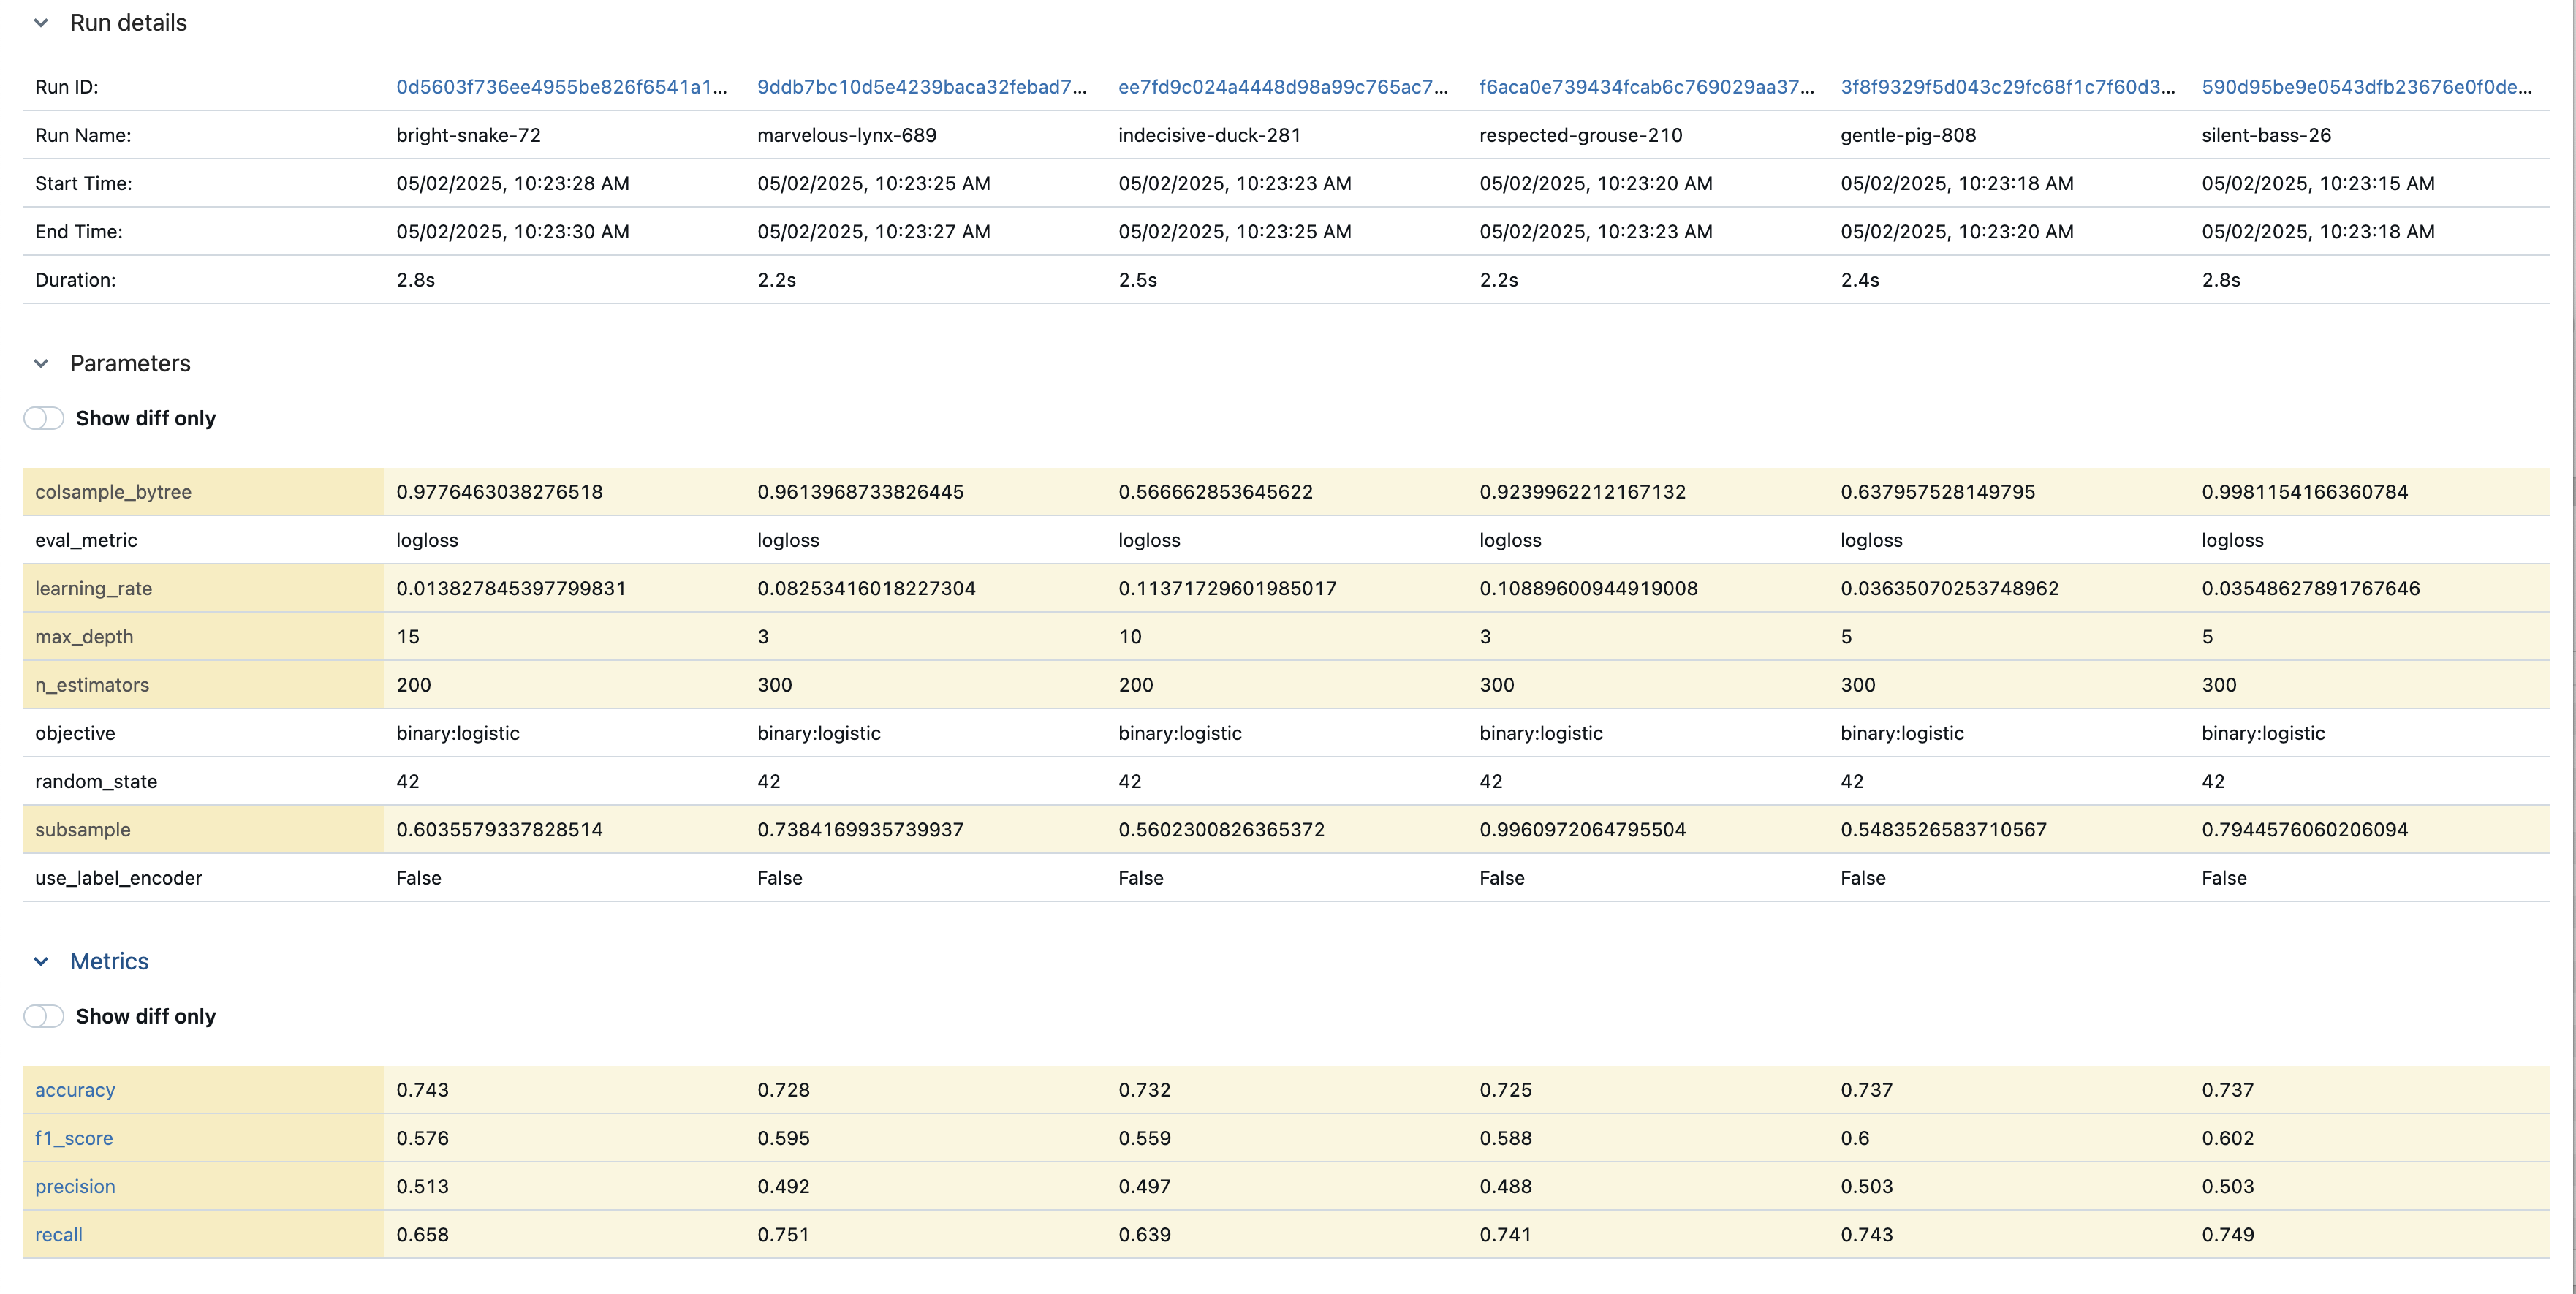 Run details
Run ID: 0d5603f736ee4955be826f6541a1... 9ddb7bc10d5e4239baca32febad7... ee7fd9c024a4448d98a99c765ac7... f6aca0e739434fcab6c769029aa37... 3f8f9329f5d043c29fc68f1c7f60d3... 590d95be9e0543dfb23676e0f0de...
Run Name: bright-snake-72 marvelous-lynx-689 indecisive-duck-281 respected-grouse-210 gentle-pig-808 silent-bass-26
Start Time: 05/02/2025, 10:23:28 AM 05/02/2025, 10:23:25 AM 05/02/2025, 10:23:23 AM 05/02/2025, 10:23:20 AM 05/02/2025, 10:23:18 AM 05/02/2025, 10:23:15 AM
End Time: 05/02/2025, 10:23:30 AM 05/02/2025, 10:23:27 AM 05/02/2025, 10:23:25 AM 05/02/2025, 10:23:23 AM 05/02/2025, 10:23:20 AM 05/02/2025, 10:23:18 AM
Duration: 2.8s 2.2s 2.5s 2.2s 2.4s 2.8s
Parameters
Show diff only
colsample_bytree 0.9776463038276518 0.9613968733826445 0.566662853645622 0.9239962212167132 0.637957528149795 0.9981154166360784
eval_metric logloss logloss logloss logloss logloss logloss
learning_rate 0.013827845397799831 0.08253416018227304 0.11371729601985017 0.10889600944919008 0.03635070253748962 0.03548627891767646
max_depth 15 3 10 3 5 5
n_estimators 200 300 200 300 300 300
objective binary:logistic binary:logistic binary:logistic binary:logistic binary:logistic binary:logistic
random_state 42 42 42 42 42 42
subsample 0.6035579337828514 0.7384169935739937 0.5602300826365372 0.9960972064795504 0.5483526583710567 0.7944576060206094
use_label_encoder False False False False False False
Metrics
Show diff only
accuracy 0.743 0.728 0.732 0.725 0.737 0.737
f1_score 0.576 0.595 0.559 0.588 0.6 0.602
precision 0.513 0.492 0.497 0.488 0.503 0.503
recall 0.658 0.751 0.639 0.741 0.743 0.749